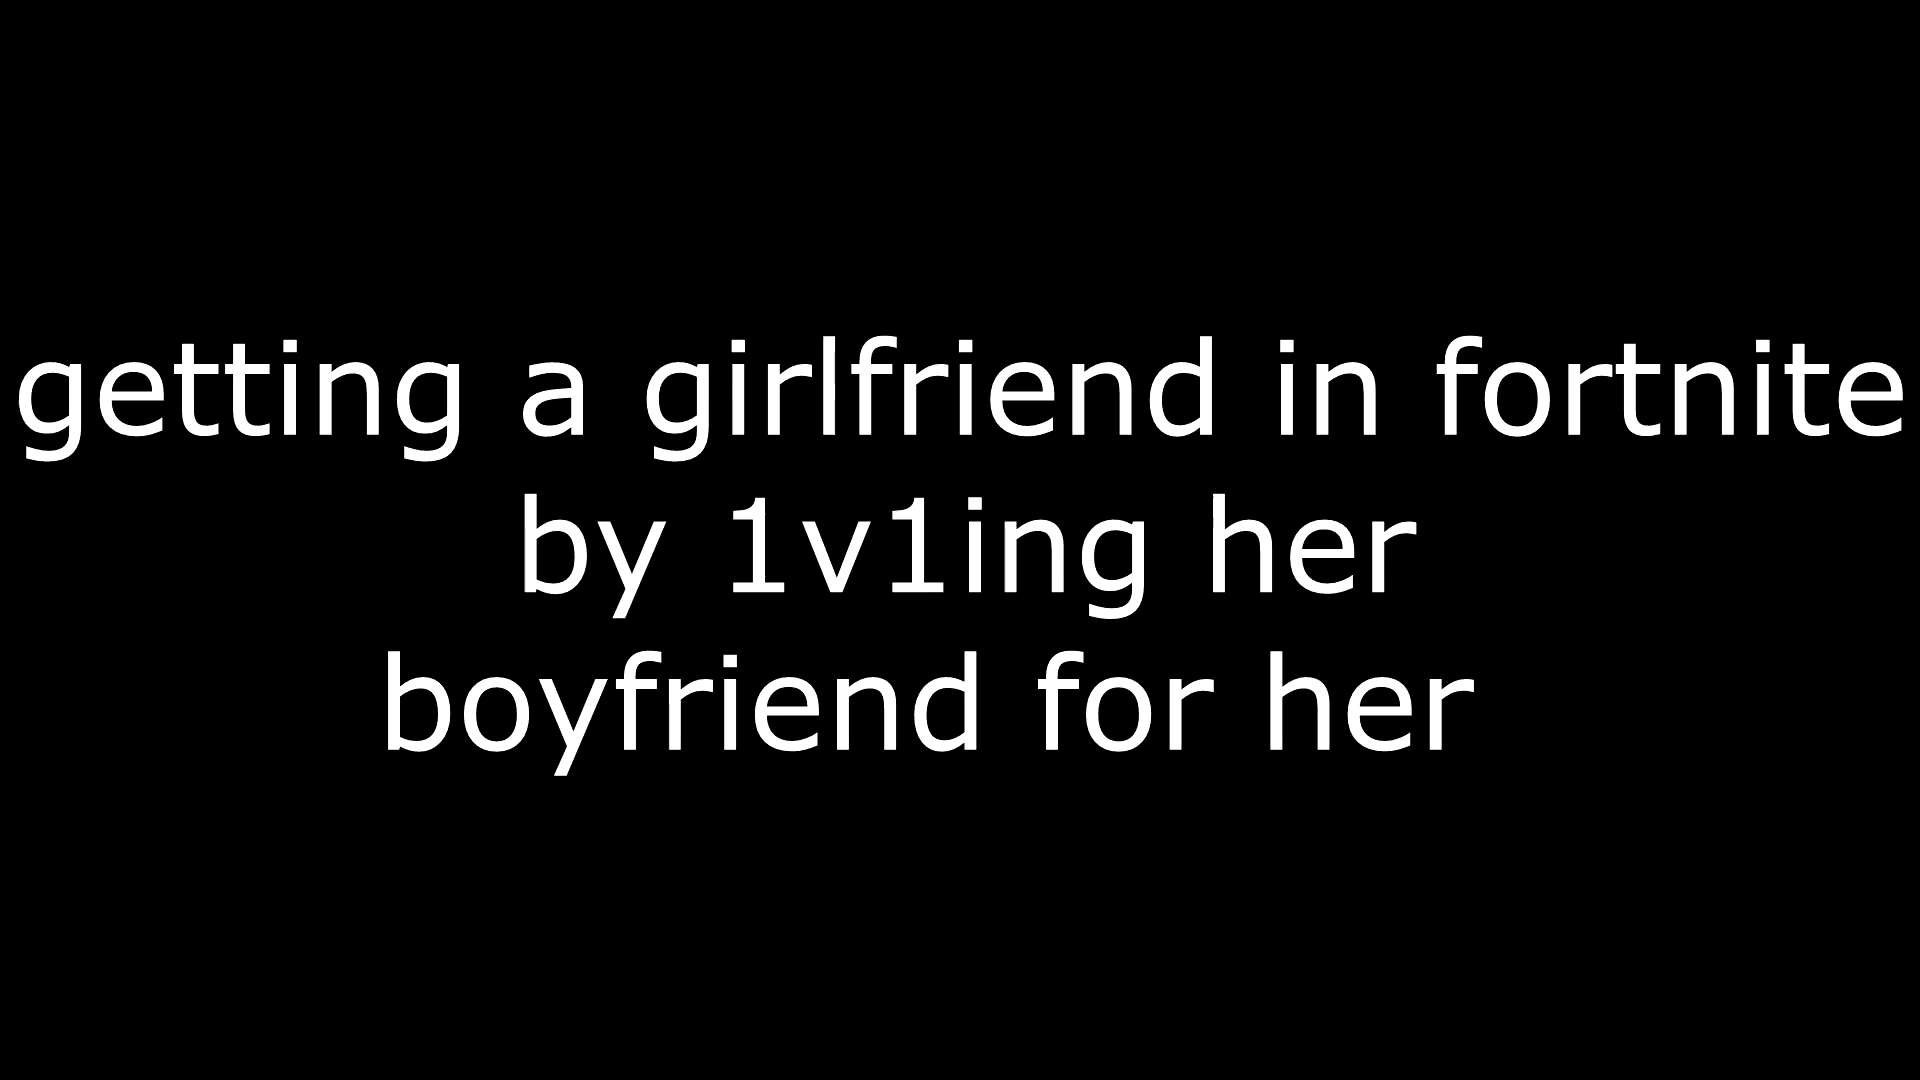 getting a girlfriend in fortnite
by 1v1ing her
boyfriend for her